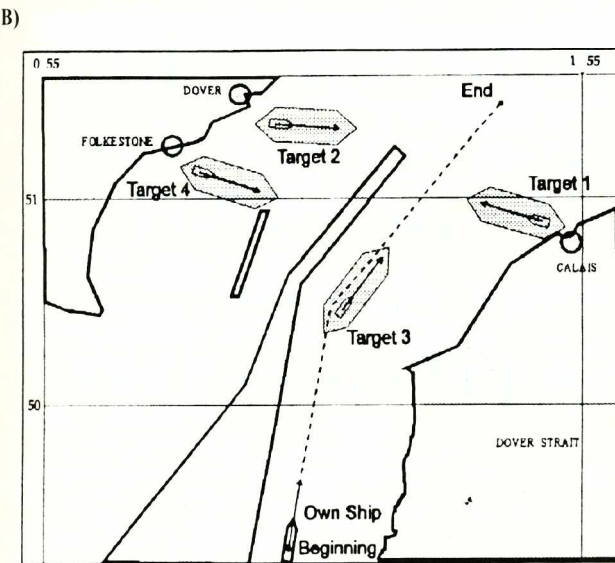 B)
0 55
1 55
DOVER
End
FOLKESTONE
Target 2
Target 4
Target 1
51
CALAIS
Target 3
50
DOVER STRAIT
Own Ship
Beginning